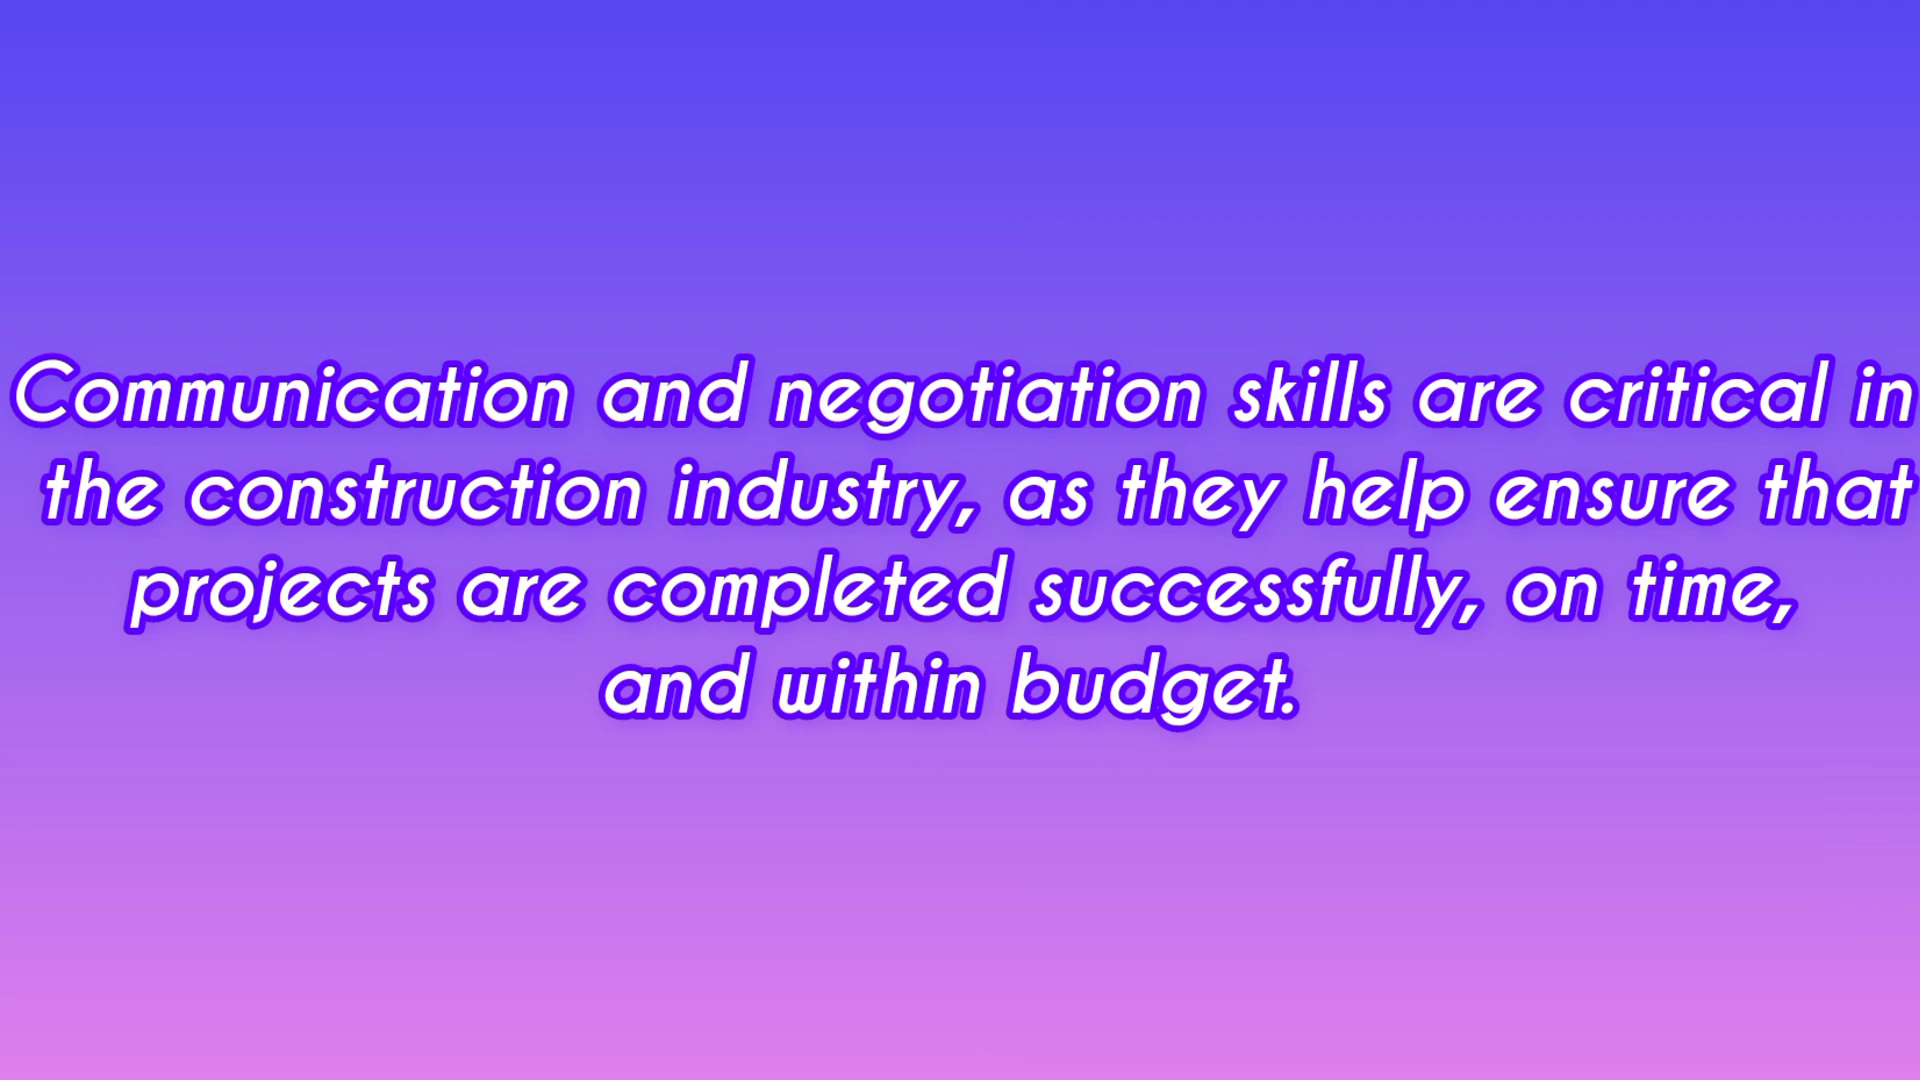 Communication and negotiation skills are critical in
the construction industry, as they help ensure that
projects are completed successfully, on time,
and within budget.